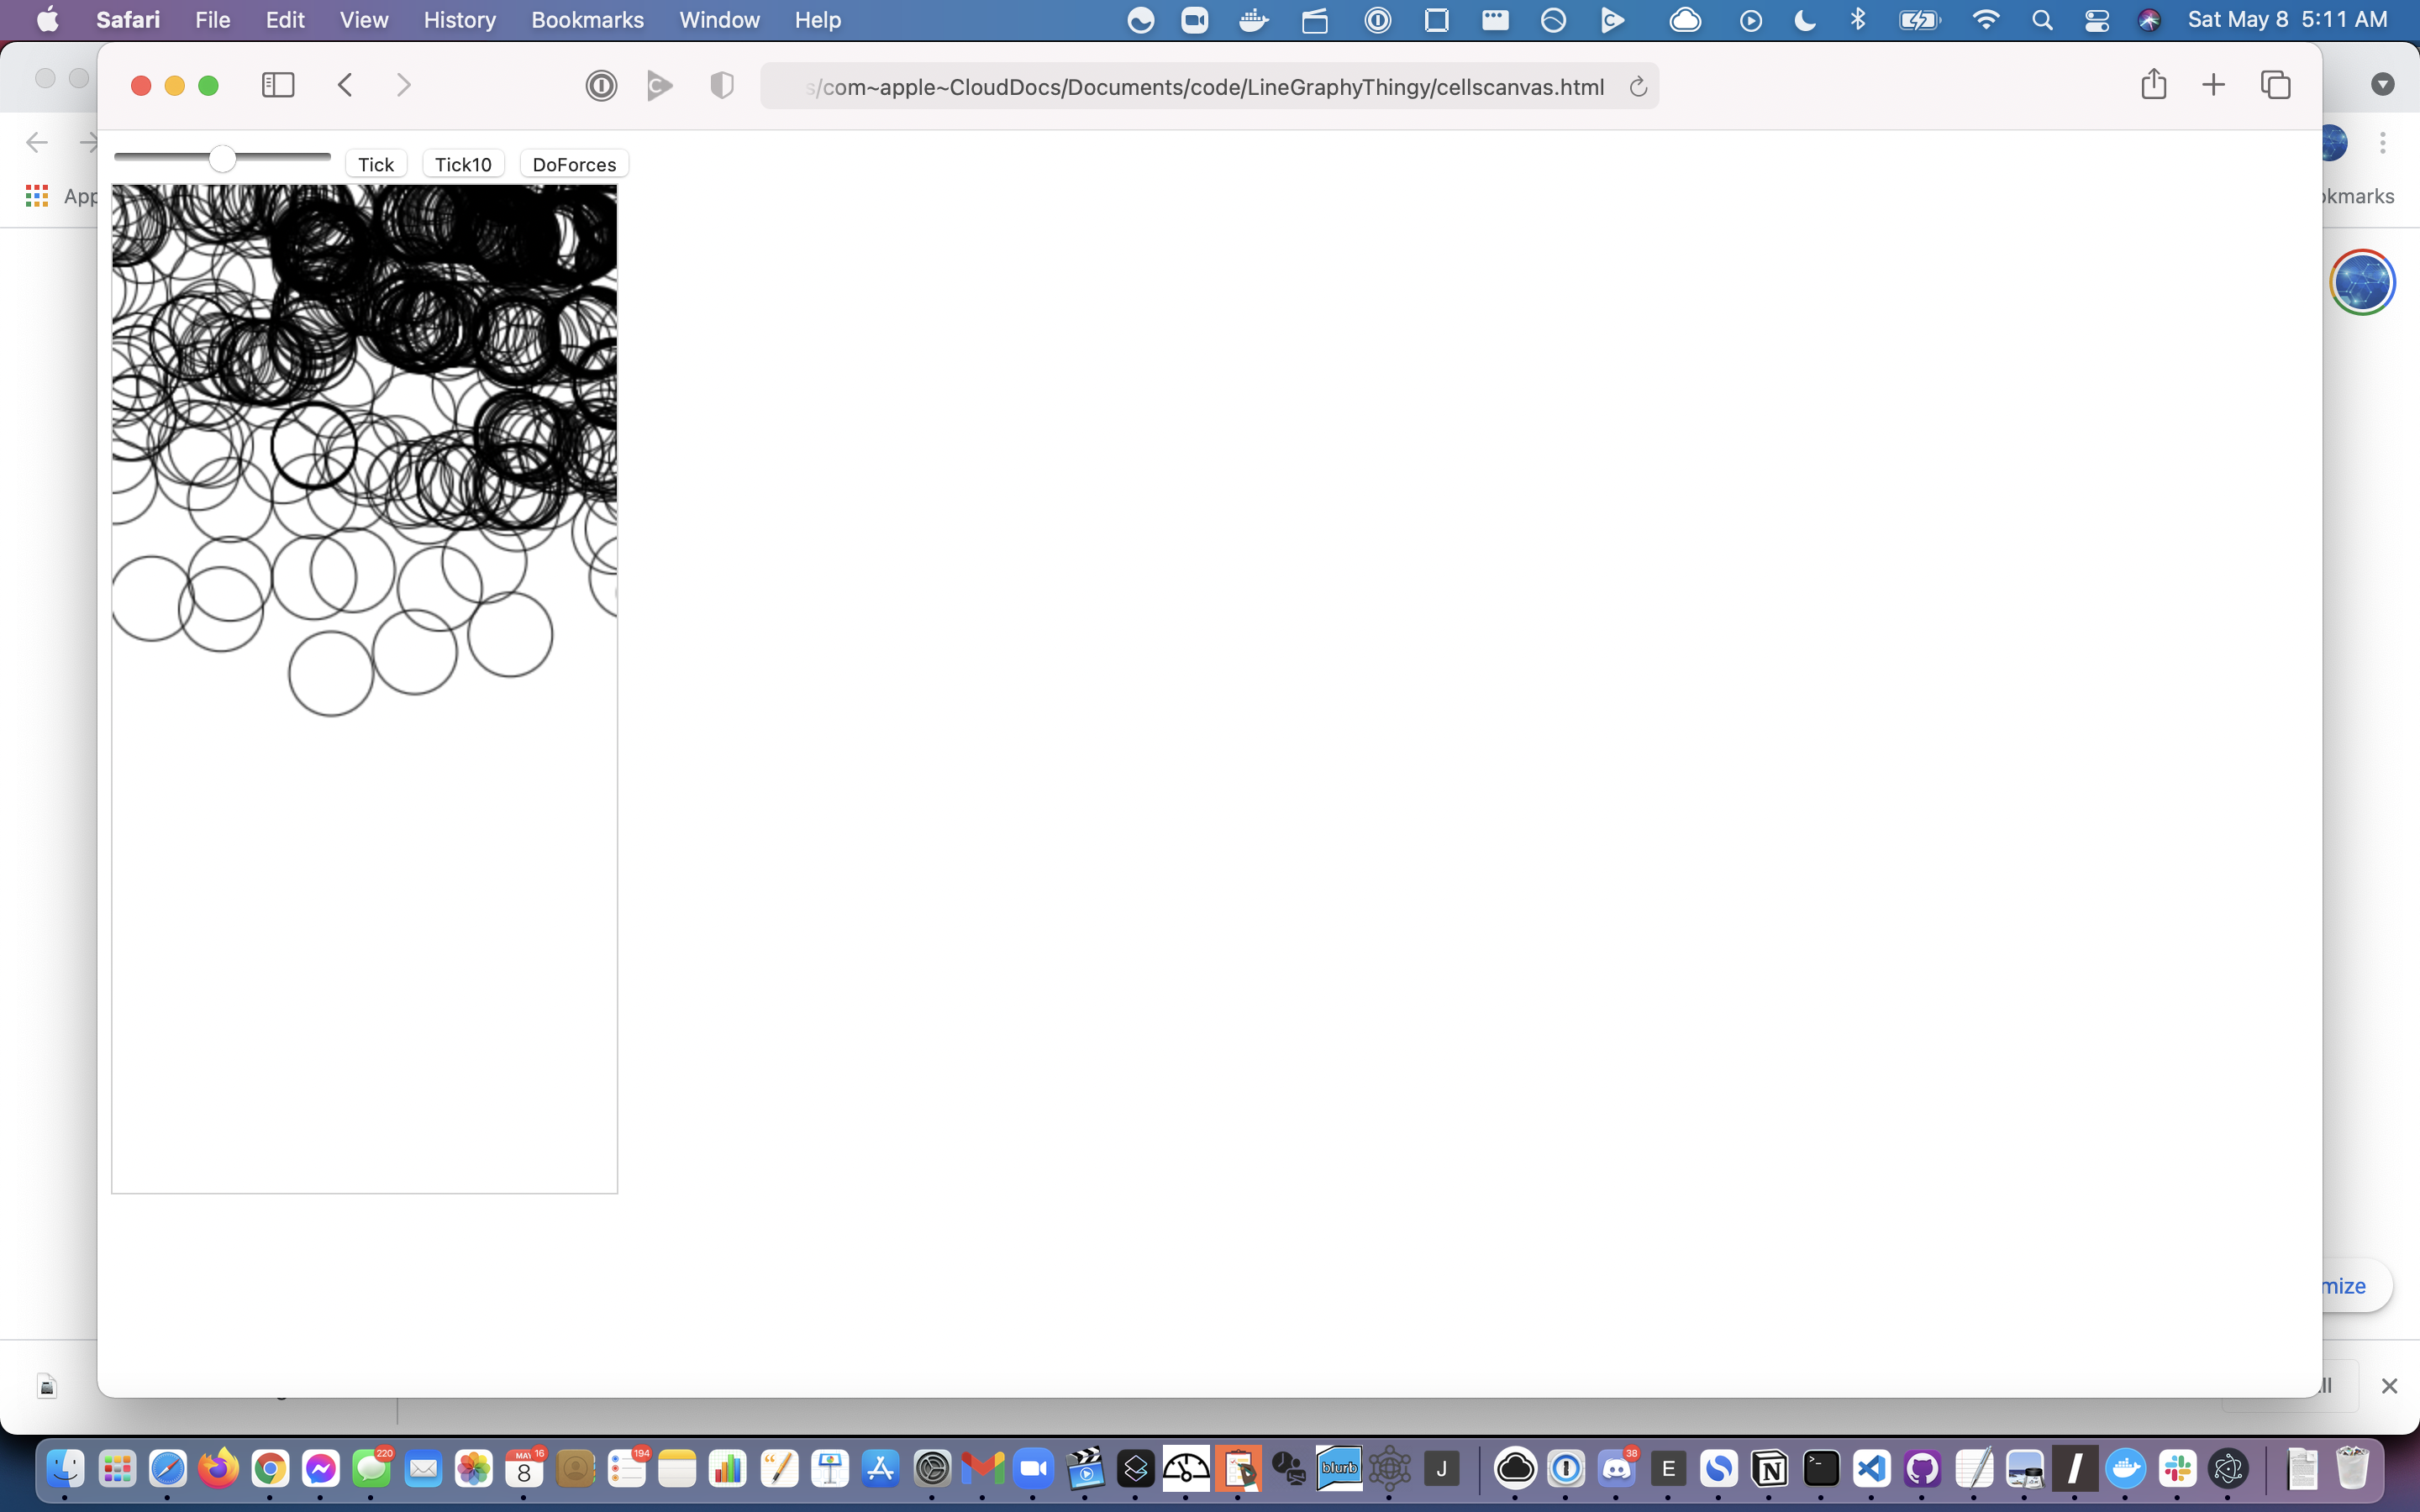 Safari File Edit View History Bookmarks Window Help Sat May 8 5:11 AM
s/com~apple~CloudDocs/Documents/code/LineGraphyThingy/cellscanvas.html
Tick Tick10 DoForces
App
okmarks
mize
ll
220
MAY 16
8
194
blurb
J
38
E
N